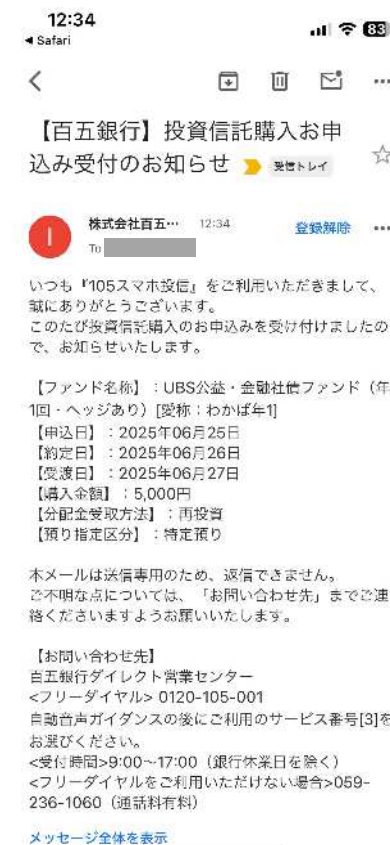 12:34
83
◀ Safari
【百五銀行】投資信託購入お申
込み受付のお知らせ 受信トレイ
I
株式会社百五… 12:34 登録解除
To
いつも『105スマホ投信』をご利用いただきまして、
誠にありがとうございます。
このたび投資信託購入のお申込みを受け付けましたの
で、お知らせいたします。
【ファンド名称】：UBS公益・金融社債ファンド（年
1回・ヘッジあり）[愛称：わかば年1]
【申込日】：2025年06月25日
【約定日】：2025年06月26日
【受渡日】：2025年06月27日
【購入金額】：5,000円
【分配金受取方法】：再投資
【預り指定区分】：特定預り
本メールは送信専用のため、返信できません。
ご不明な点については、「お問い合わせ先」までご連
絡くださいますようお願いいたします。
【お問い合わせ先】
百五銀行ダイレクト営業センター
<フリーダイヤル> 0120-105-001
自動音声ガイダンスの後にご利用のサービス番号[3]を
お選びください。
<受付時間>9:00～17:00（銀行休業日を除く）
<フリーダイヤルをご利用いただけない場合>059-
236-1060（通話料有料）
メッセージ全体を表示